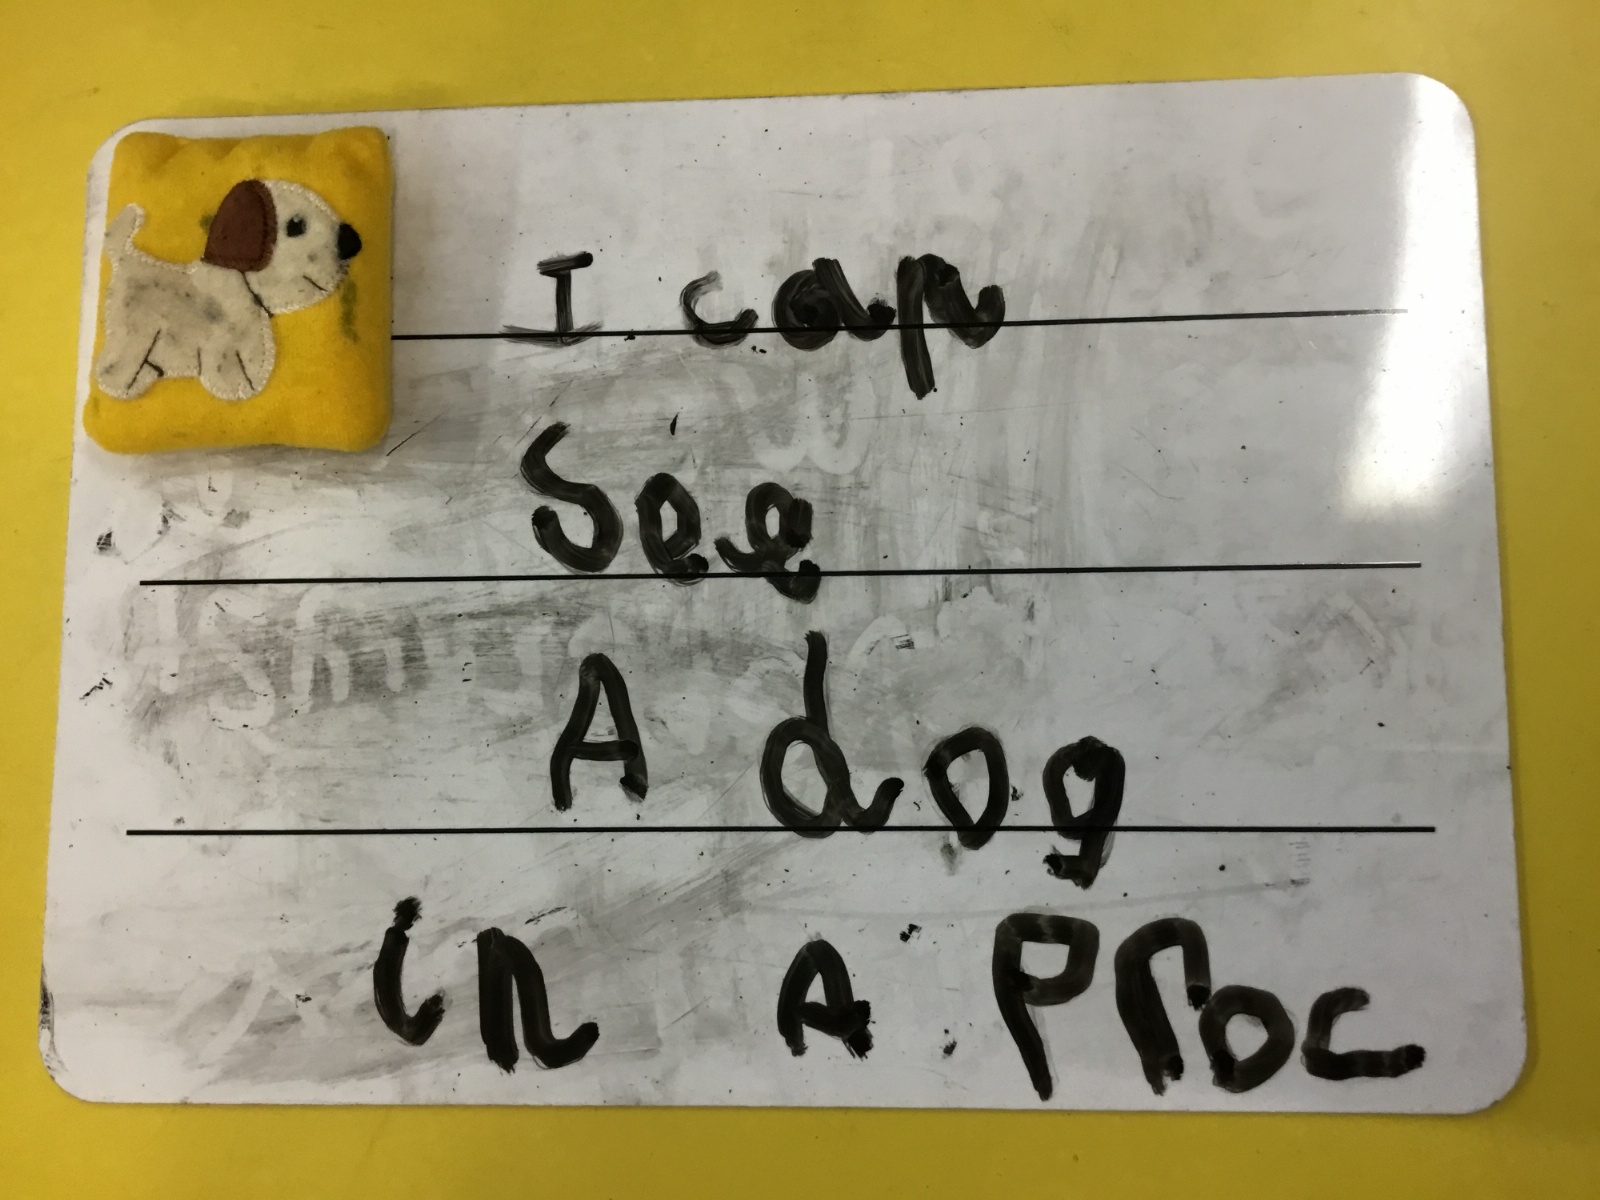 I can
See
A dog
in A Proc